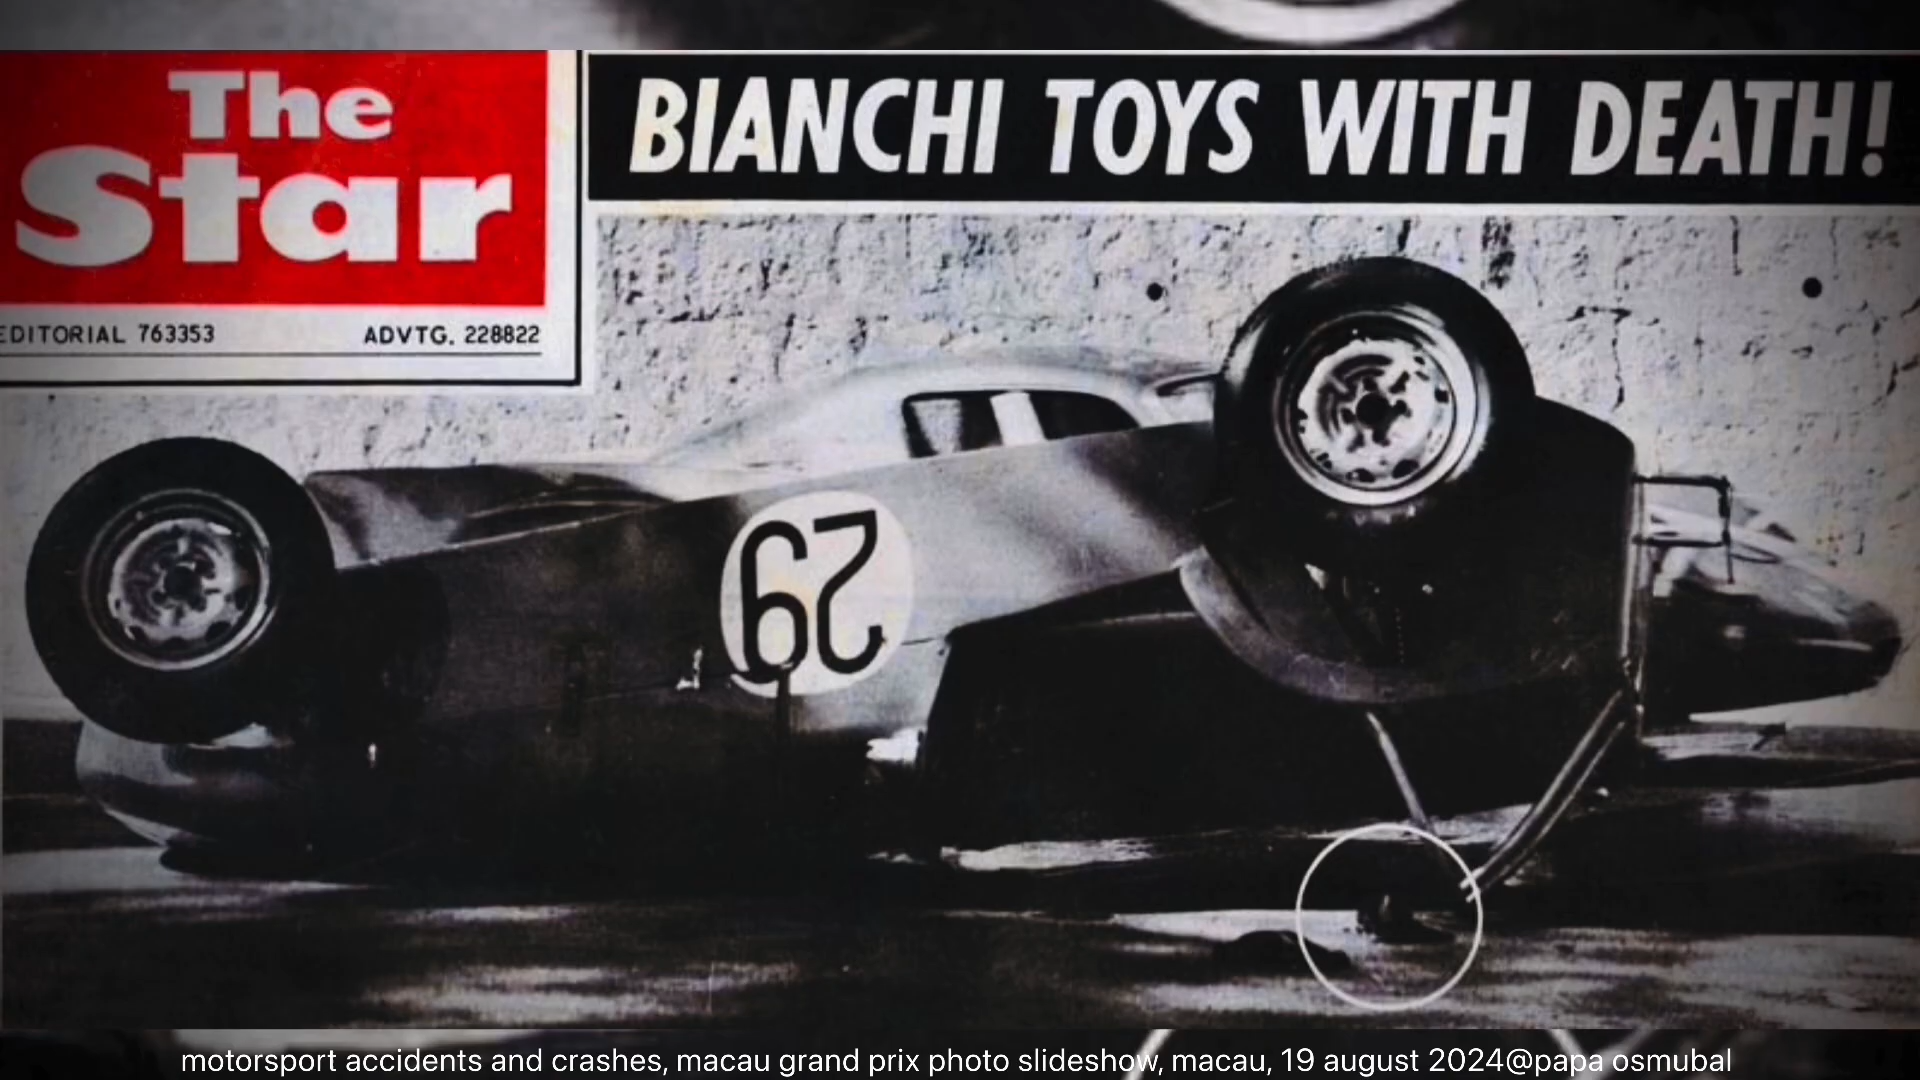 The
Star
BIANCHI TOYS WITH DEATH!
EDITORIAL 763353 ADVTG. 228822
29
motorsport accidents and crashes, macau grand prix photo slideshow, macau, 19 august 2024@papa osmubal